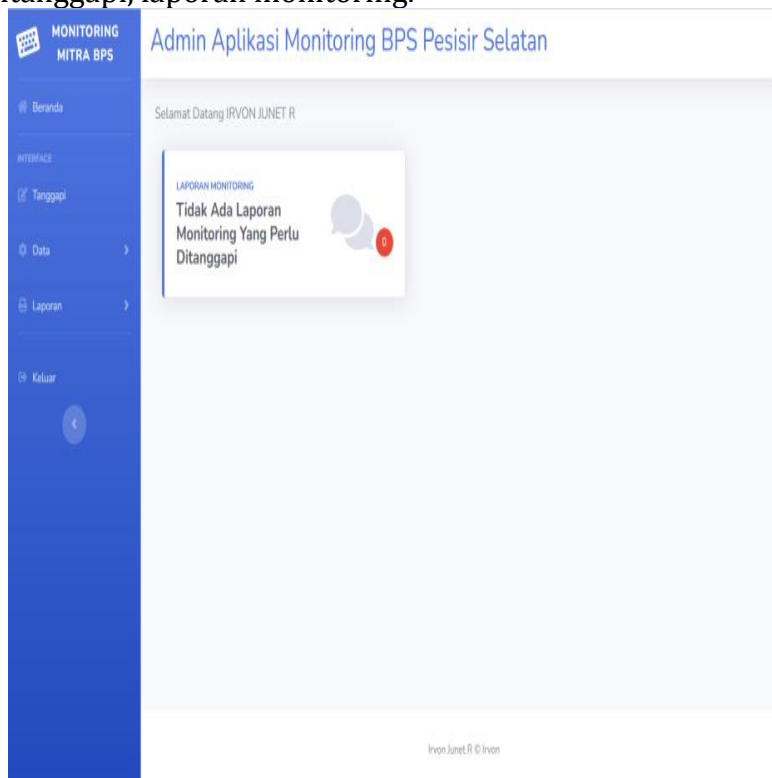 itanggapi, laporan monitoring.
MONITORING
MITRA BPS
Admin Aplikasi Monitoring BPS Pesisir Selatan
Beranda
Selamat Datang IRVON JUNET R
INTERFACE
Tanggapi
Data
Laporan
Keluar
LAPORAN MONITORING
Tidak Ada Laporan
Monitoring Yang Perlu
Ditanggapi
0
Irvon Junet.R © Irvon